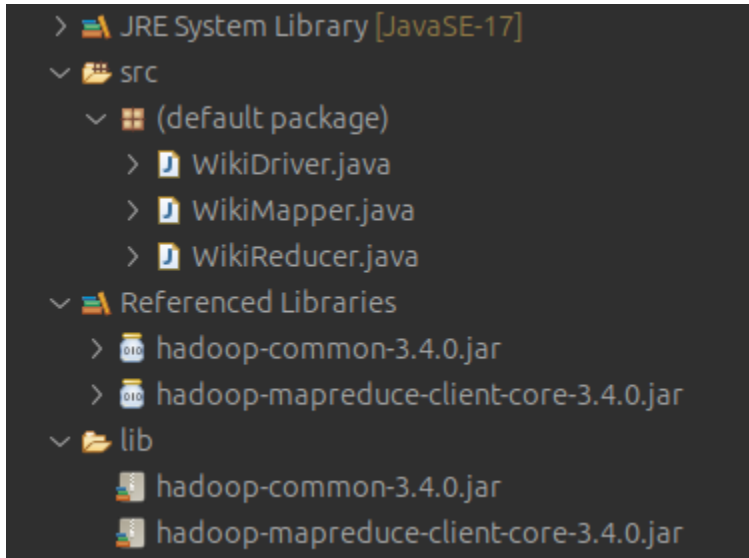 JRE System Library [JavaSE-17]
src
(default package)
WikiDriver.java
WikiMapper.java
WikiReducer.java
Referenced Libraries
hadoop-common-3.4.0.jar
hadoop-mapreduce-client-core-3.4.0.jar
lib
hadoop-common-3.4.0.jar
hadoop-mapreduce-client-core-3.4.0.jar